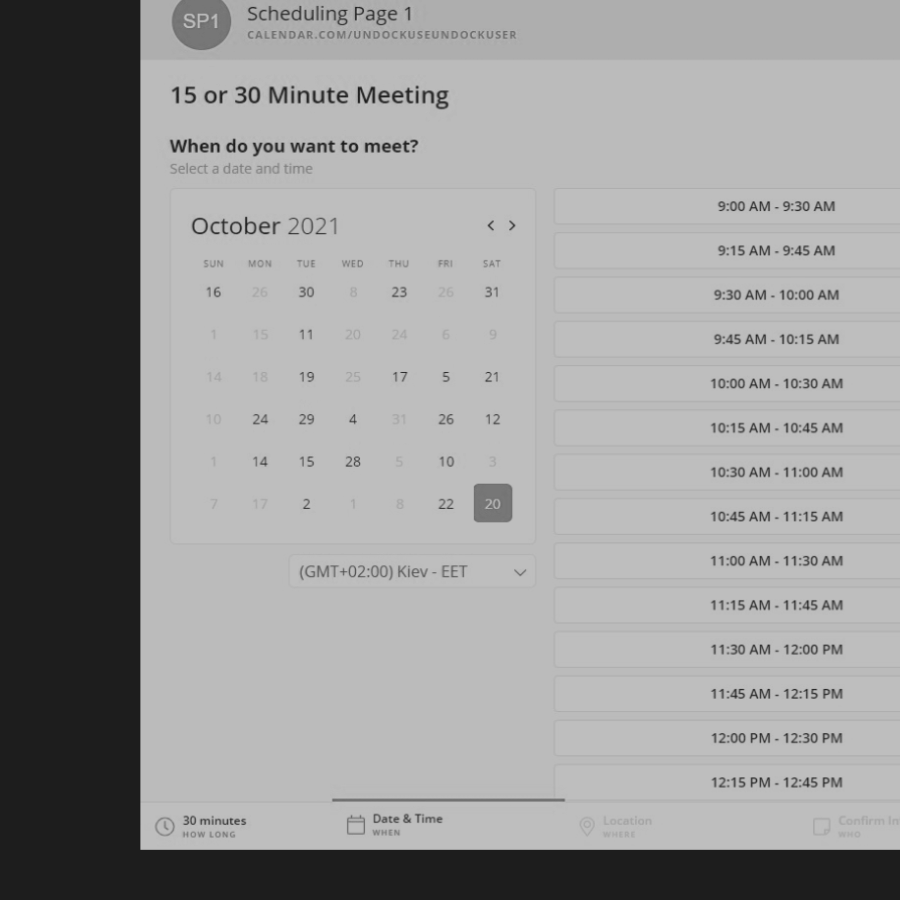 SP1
Scheduling Page 1
CALENDAR.COM/UNDOCKUSEUNDOCKUSER
15 or 30 Minute Meeting
When do you want to meet?
Select a date and time
October 2021
SUN MON TUE WED THU FRI SAT
16 26 30 8 23 26 31
1 15 11 20 24 6 9
14 18 19 25 17 5 21
10 24 29 4 31 26 12
1 14 15 28 5 10 3
7 17 2 1 8 22 20
(GMT+02:00) Kiev - EET
9:00 AM - 9:30 AM
9:15 AM - 9:45 AM
9:30 AM - 10:00 AM
9:45 AM - 10:15 AM
10:00 AM - 10:30 AM
10:15 AM - 10:45 AM
10:30 AM - 11:00 AM
10:45 AM - 11:15 AM
11:00 AM - 11:30 AM
11:15 AM - 11:45 AM
11:30 AM - 12:00 PM
11:45 AM - 12:15 PM
12:00 PM - 12:30 PM
12:15 PM - 12:45 PM
30 minutes
HOW LONG
Date & Time
WHEN
Location
WHERE
Confirm
WHO